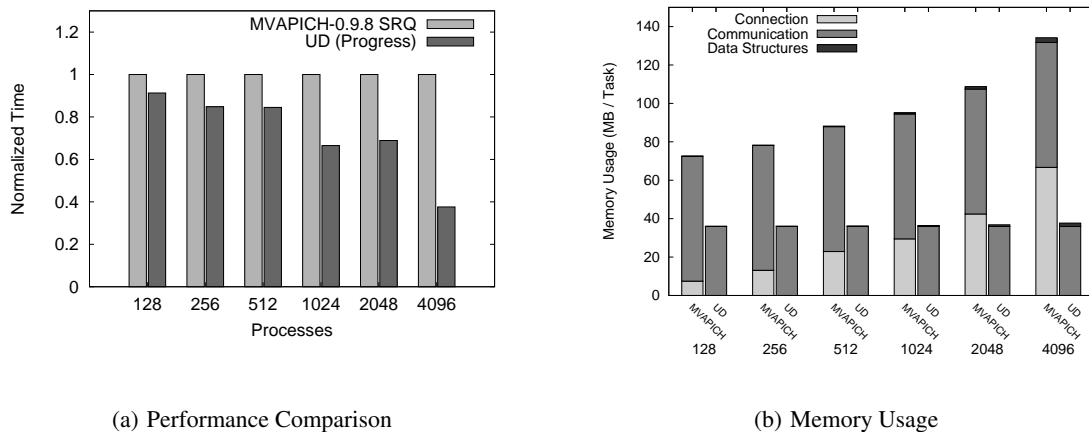 MVAPICH-0.9.8 SRQ
UD (Progress)
Normalized Time
1.2
1
0.8
0.6
0.4
0.2
0
128 256 512 1024 2048 4096
Processes
(a) Performance Comparison
Connection
Communication
Data Structures
Memory Usage (MB / Task)
140
120
100
80
60
40
20
0
MVAPICH UD MVAPICH UD MVAPICH UD MVAPICH UD MVAPICH UD MVAPICH UD
128 256 512 1024 2048 4096
(b) Memory Usage